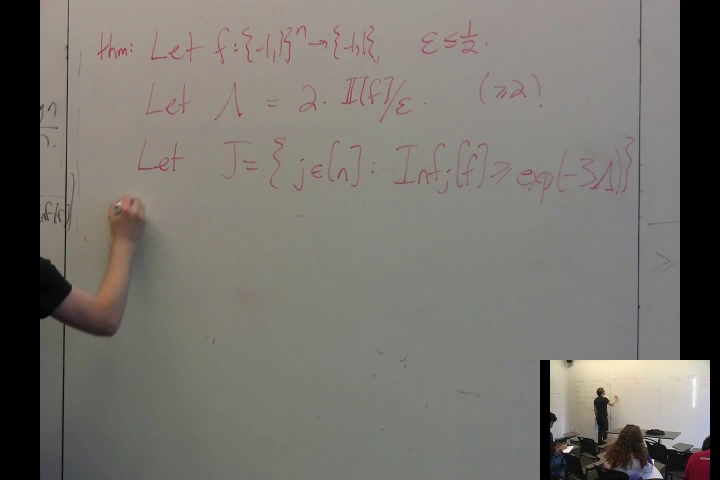 thm: Let f:{-1,1}ⁿ→{-1,1}, ε≤1/2.
Let Λ = 2·𝕀[f]/ε. (≥2).
Let J={j∈[n]: Inf_j[f]≥exp(-3Λ)}